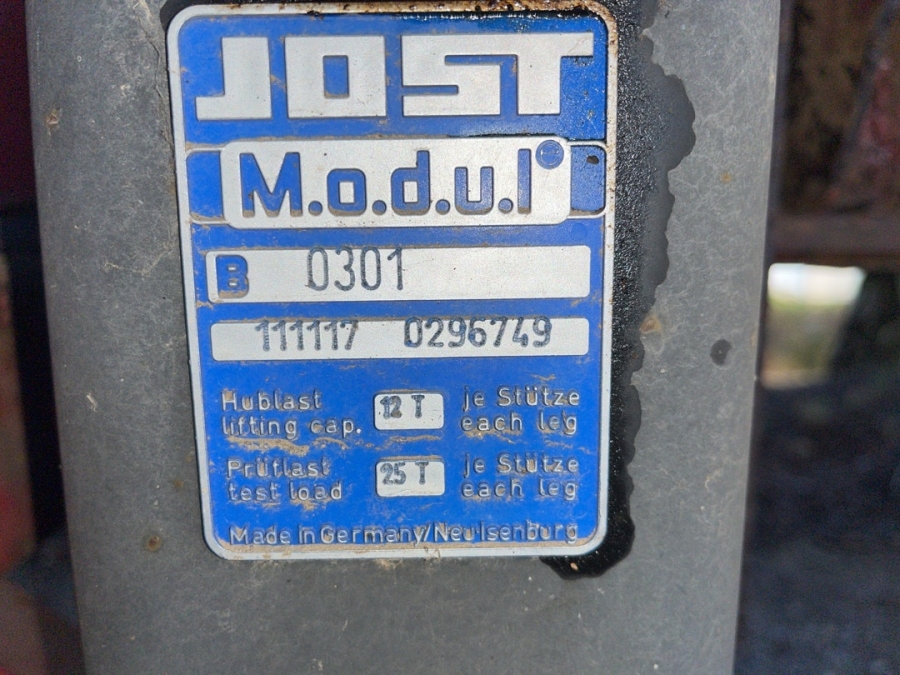 JOST
M.o.d.u.l®
B 0301
111117 0296749
Hublast 12 T je Stütze
lifting cap. each leg
Prüflast 25 T je Stütze
test load each leg
Made In Germany/Neu Isenburg